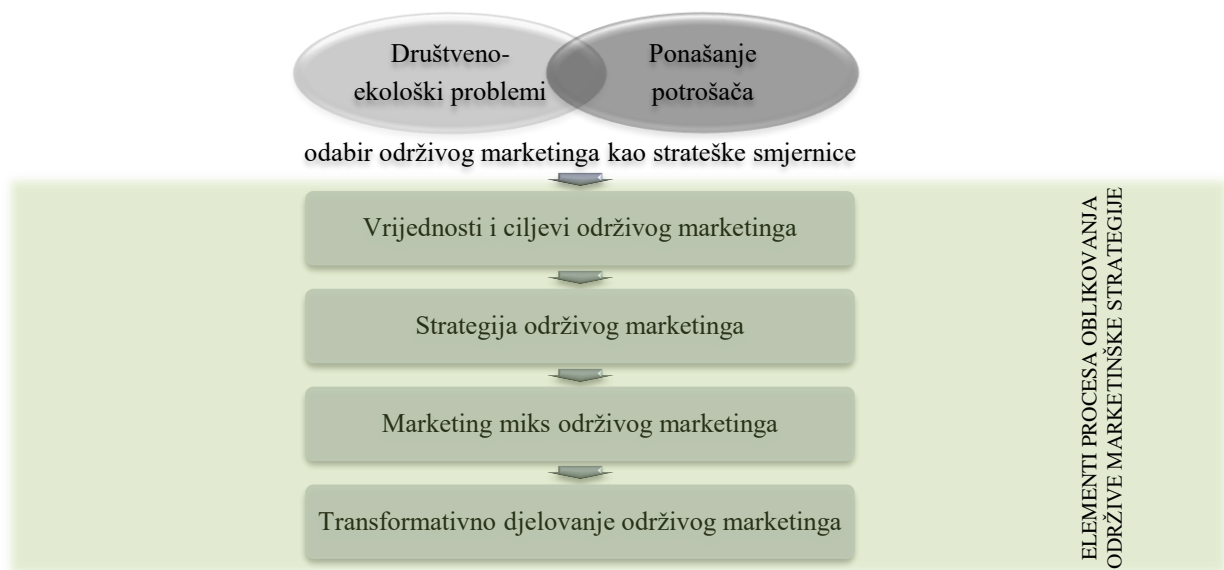 Društveno-
ekološki problemi
Ponašanje
potrošača
odabir održivog marketinga kao strateške smjernice
Vrijednosti i ciljevi održivog marketinga
Strategija održivog marketinga
Marketing miks održivog marketinga
Transformativno djelovanje održivog marketinga
ELEMENTI PROCESA OBLIKOVANJA
ODRŽIVE MARKETINŠKE STRATEGIJE